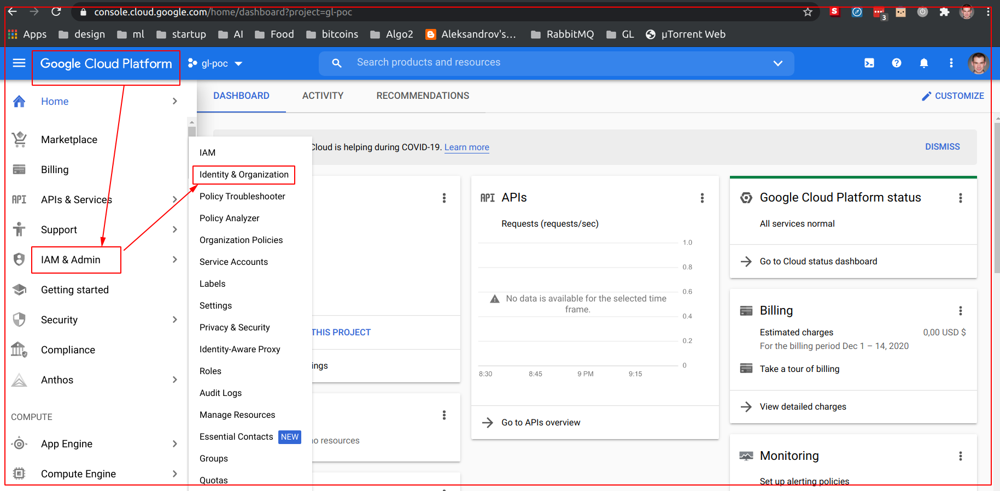 console.cloud.google.com/home/dashboard?project=gl-poc
S
3
Apps design ml startup AI Food bitcoins Algo2 Aleksandrov's... RabbitMQ GL μTorrent Web
Google Cloud Platform gl-poc Search products and resources
Home
DASHBOARD ACTIVITY RECOMMENDATIONS CUSTOMIZE
Marketplace
Billing
API APIs & Services
Support
IAM & Admin
Getting started
Security
Compliance
Anthos
COMPUTE
App Engine
Compute Engine
IAM
Identity & Organization
Policy Troubleshooter
Policy Analyzer
Organization Policies
Service Accounts
Labels
Settings
Privacy & Security
Identity-Aware Proxy
Roles
Audit Logs
Manage Resources
Essential Contacts NEW
Groups
Quotas
Cloud is helping during COVID-19. Learn more
DISMISS
THIS PROJECT
ings
no resources
API APIs
Requests (requests/sec)
1.0
0.8
0.6
No data is available for the selected time
frame.
0.4
0.2
0
8:30 8:45 9 PM 9:15
Go to APIs overview
Google Cloud Platform status
All services normal
Go to Cloud status dashboard
Billing
Estimated charges 0,00 USD $
For the billing period Dec 1 – 14, 2020
Take a tour of billing
View detailed charges
Monitoring
Set up alerting policies